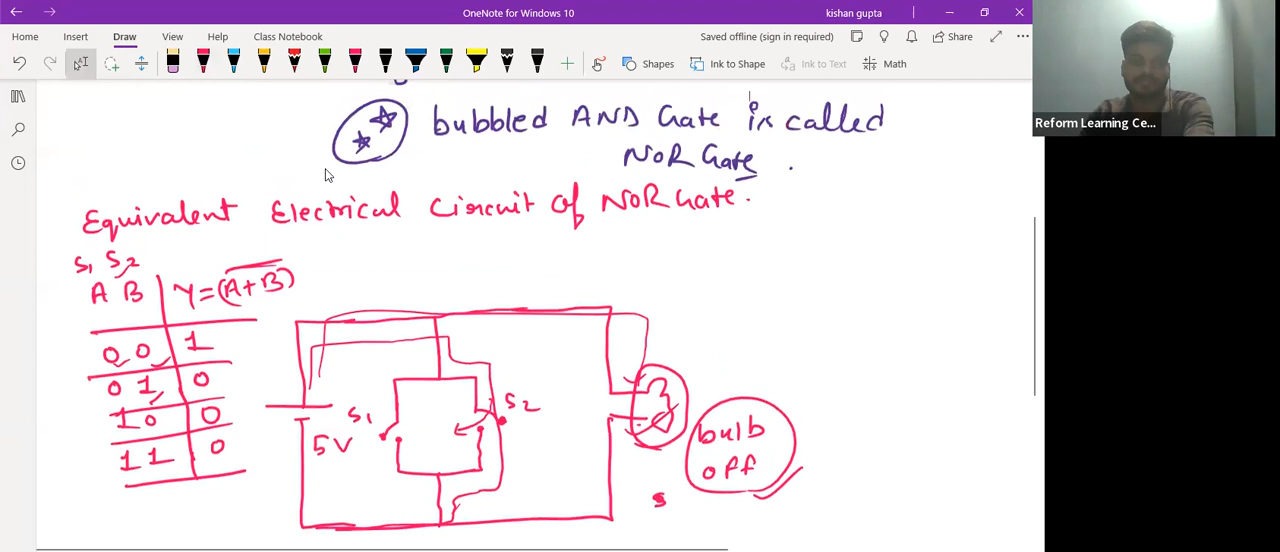 OneNote for Windows 10
kishan gupta
Home Insert Draw View Help Class Notebook
Saved offline (sign in required)
Share
Shapes
Ink to Shape
Ink to Text
Math
Reform Learning Ce...
bubbled AND Gate is called
NOR Gate.
Equivalent Electrical Circuit of NOR Gate.
S1 S2
A B Y=(A+B)
0 0 1
0 1 0
1 0 0
1 1 0
S1
S2
5V
bulb
off
s